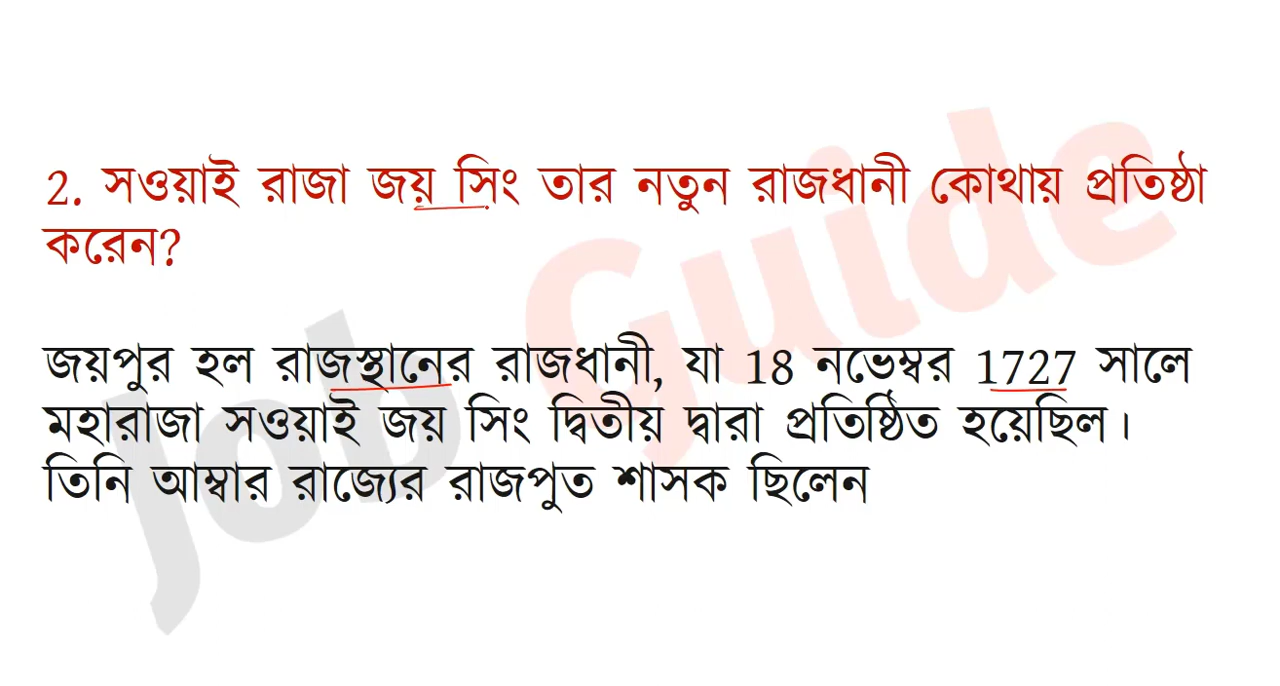 2. সওয়াই রাজা জয় সিং তার নতুন রাজধানী কোথায় প্রতিষ্ঠা
করেন?
জয়পুর হল রাজস্থানের রাজধানী, যা 18 নভেম্বর 1727 সালে
মহারাজা সওয়াই জয় সিং দ্বিতীয় দ্বারা প্রতিষ্ঠিত হয়েছিল।
তিনি আম্বার রাজ্যের রাজপুত শাসক ছিলেন
Job Guide